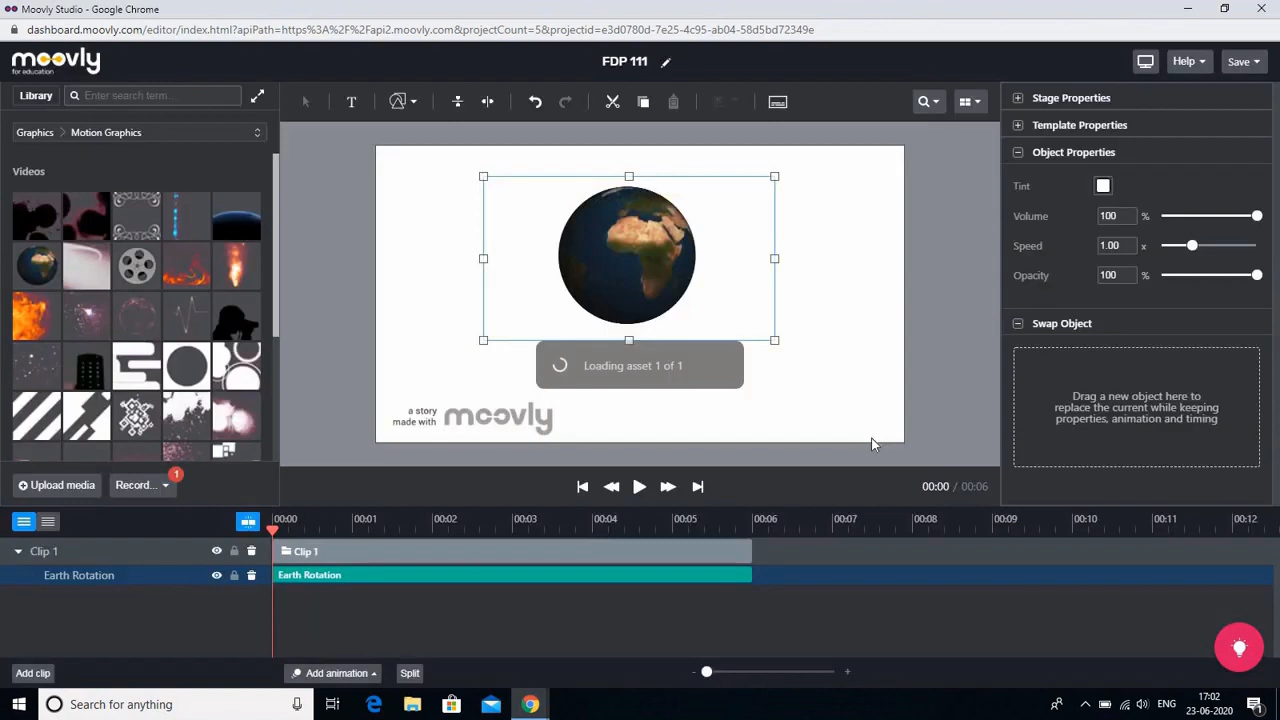 Moovly Studio - Google Chrome
dashboard.moovly.com/editor/index.html?apiPath=https%3A%2F%2Fapi2.moovly.com&projectCount=5&projectid=e3d0780d-7e25-4c95-ab04-58d5bd72349e
moovly
for education
FDP 111
Help
Save
Library
Enter search term...
T
Stage Properties
Graphics
Motion Graphics
Template Properties
Object Properties
Videos
Tint
Volume
100
%
Speed
1.00
x
Opacity
100
%
Swap Object
Loading asset 1 of 1
Drag a new object here to
replace the current while keeping
properties, animation and timing
a story
made with
moovly
Upload media
Record...
1
00:00 / 00:06
00:00
00:01
00:02
00:03
00:04
00:05
00:06
00:07
00:08
00:09
00:10
00:11
00:12
Clip 1
Clip 1
Earth Rotation
Earth Rotation
Add clip
Add animation
Split
-
+
Search for anything
ENG
17:02
23-06-2020
1